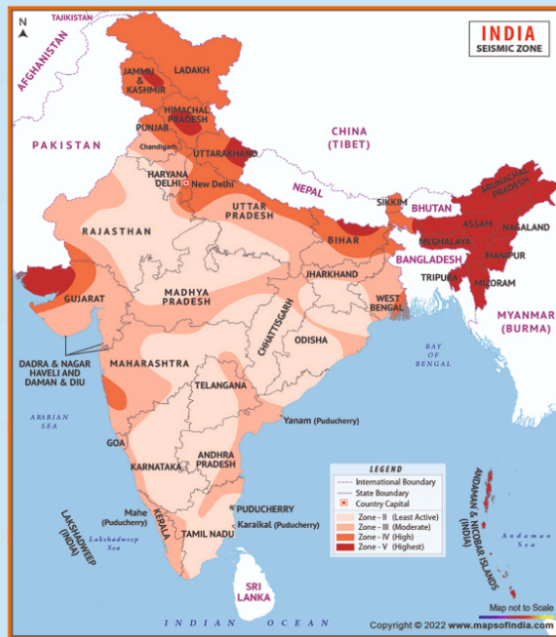 N
TAJIKISTAN
AFGHANISTAN
INDIA
SEISMIC ZONE
LADAKH
JAMMU
&
KASHMIR
HIMACHAL
PRADESH
PUNJAB
Chandigarh
UTTARAKHAND
PAKISTAN
CHINA
(TIBET)
HARYANA
DELHI
New Delhi
NEPAL
SIKKIM
BHUTAN
ARUNACHAL
PRADESH
UTTAR
PRADESH
RAJASTHAN
BIHAR
ASSAM
NAGALAND
MEGHALAYA
MANIPUR
BANGLADESH
TRIPURA
MIZORAM
JHARKHAND
WEST
BENGAL
GUJARAT
MADHYA
PRADESH
CHHATTISGARH
MYANMAR
(BURMA)
ODISHA
DADRA & NAGAR
HAVELI AND
DAMAN & DIU
MAHARASHTRA
BAY
OF
BENGAL
TELANGANA
ARABIAN
SEA
Yanam (Puducherry)
GOA
ANDHRA
PRADESH
KARNATAKA
LEGEND
International Boundary
State Boundary
Country Capital
Zone - II (Least Active)
Zone - III (Moderate)
Zone - IV (High)
Zone - V (Highest)
ANDAMAN & NICOBAR ISLANDS
(INDIA)
Andaman
Sea
Mahe
(Puducherry)
PUDUCHERRY
Karaikal (Puducherry)
KERALA
TAMIL NADU
LAKSHADWEEP
(INDIA)
Lakshadweep
Sea
SRI
LANKA
INDIAN OCEAN
Map not to Scale
Copyright © 2022 www.mapsofindia.com